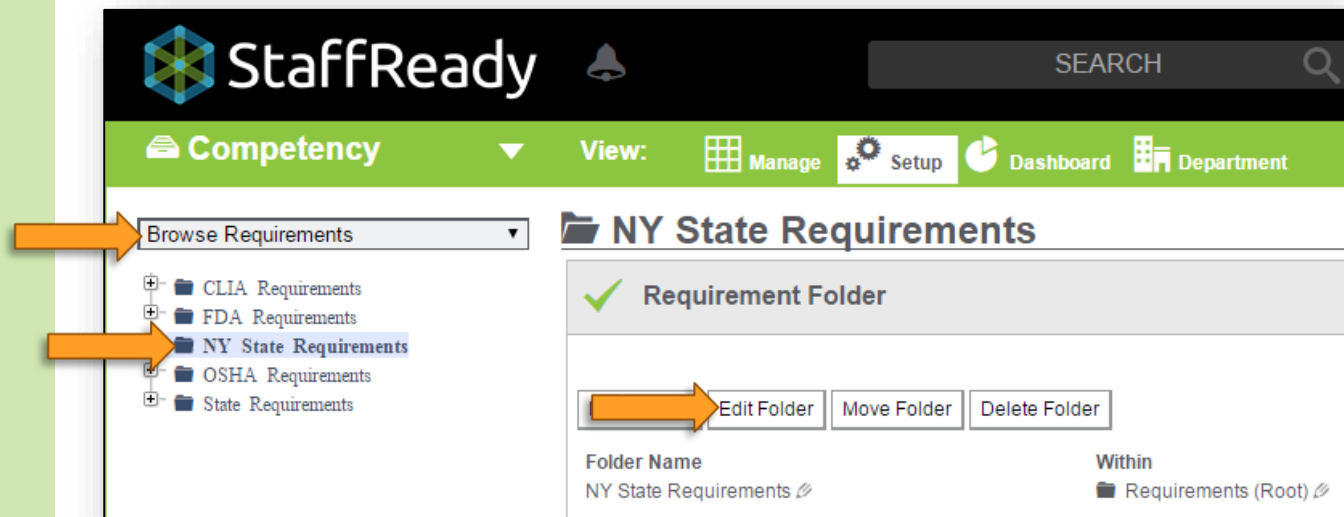 StaffReady
SEARCH
Competency
View:
Manage
Setup
Dashboard
Department
Browse Requirements
NY State Requirements
CLIA Requirements
FDA Requirements
NY State Requirements
OSHA Requirements
State Requirements
Requirement Folder
Edit Folder
Move Folder
Delete Folder
Folder Name
Within
NY State Requirements
Requirements (Root)